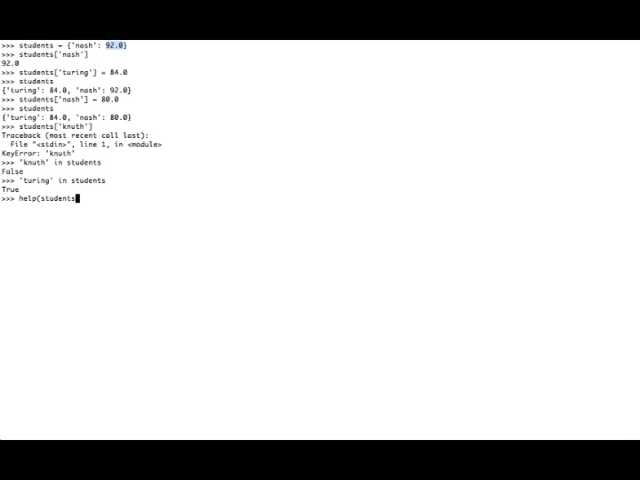 >>> students = {'nash': 92.0}
>>> students['nash']
92.0
>>> students['turing'] = 84.0
>>> students
{'turing': 84.0, 'nash': 92.0}
>>> students['nash'] = 80.0
>>> students
{'turing': 84.0, 'nash': 80.0}
>>> students['knuth']
Traceback (most recent call last):
  File "<stdin>", line 1, in <module>
KeyError: 'knuth'
>>> 'knuth' in students
False
>>> 'turing' in students
True
>>> help(students